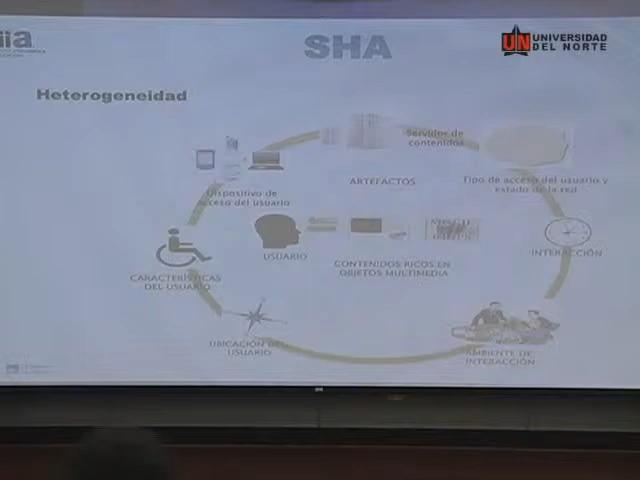 iia
SHA
UN UNIVERSIDAD
DEL NORTE
Heterogeneidad
Servidor de
contenidos
Dispositivo de
acceso del usuario
ARTEFACTOS
Tipo de acceso del usuario y
estado de la red
USUARIO
CONTENIDOS RICOS EN
OBJETOS MULTIMEDIA
INTERACCIÓN
CARACTERÍSTICAS
DEL USUARIO
UBICACIÓN DEL
USUARIO
AMBIENTE DE
INTERACCIÓN